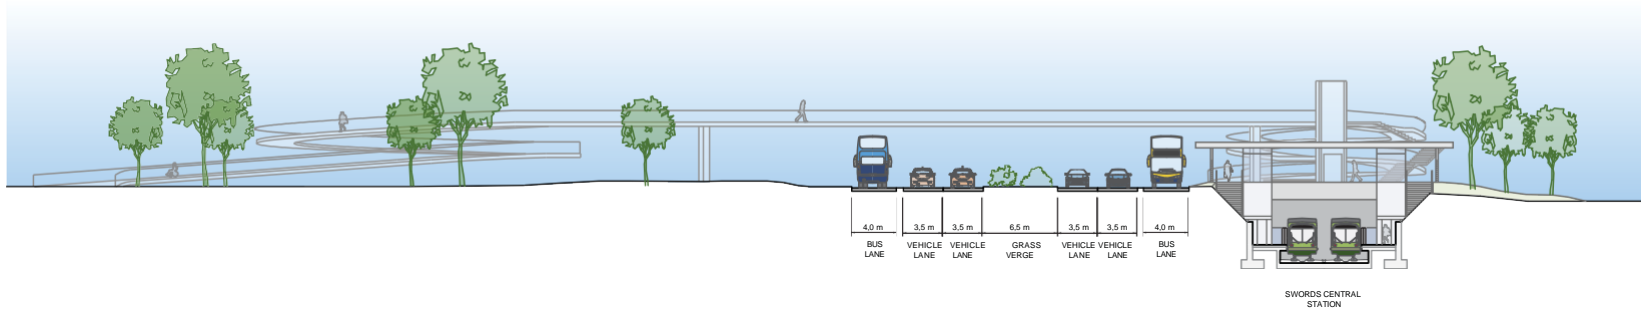 4,0 m 3,5 m 3,5 m 6,5 m 3,5 m 3,5 m 4,0 m
BUS VEHICLE VEHICLE GRASS VEHICLE VEHICLE BUS
LANE LANE LANE VERGE LANE LANE LANE
SWORDS CENTRAL
STATION